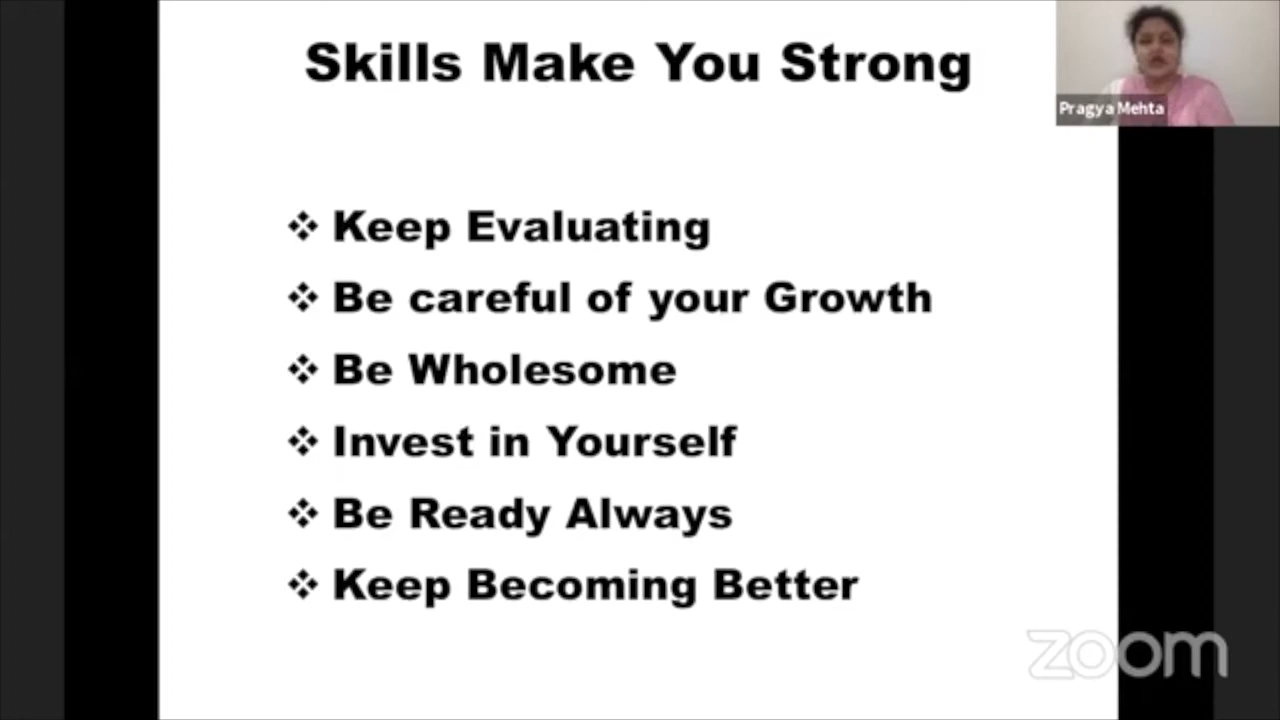 Skills Make You Strong
Pragya Mehta
❖ Keep Evaluating
❖ Be careful of your Growth
❖ Be Wholesome
❖ Invest in Yourself
❖ Be Ready Always
❖ Keep Becoming Better
zoom